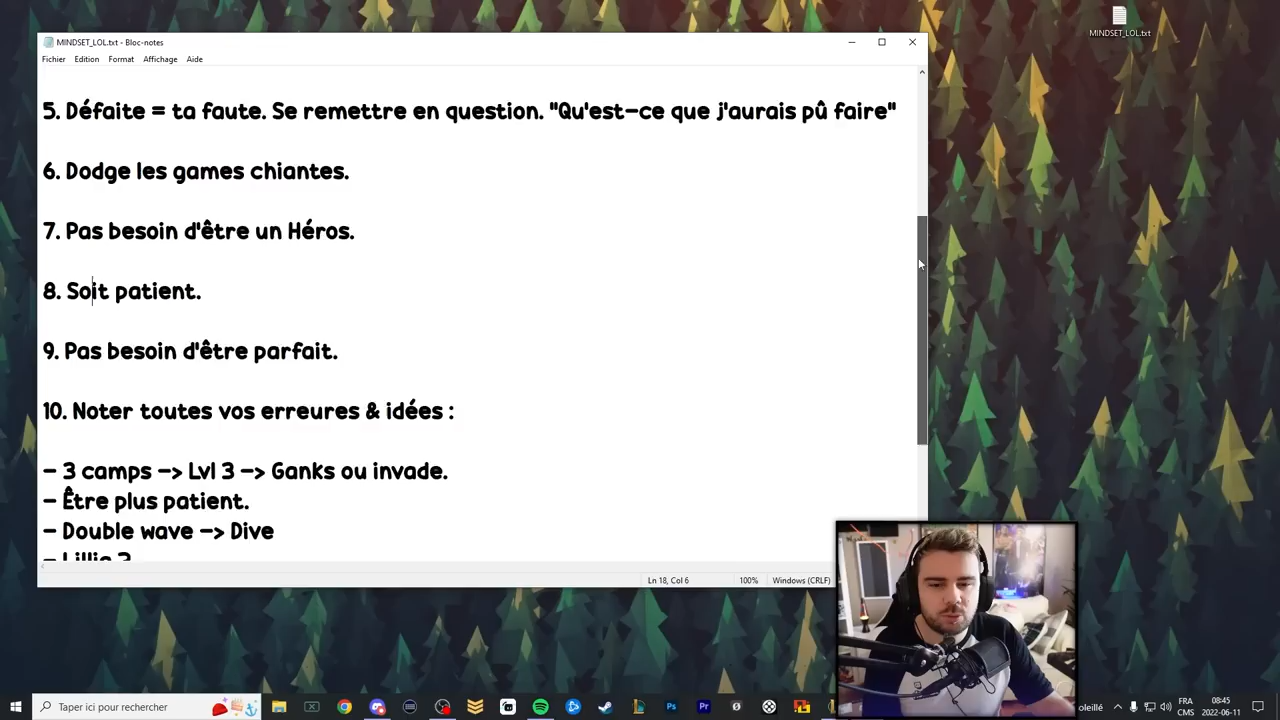 MINDSET_LOL.txt - Bloc-notes
MINDSET_LOL.txt
Fichier Edition Format Affichage Aide
5. Défaite = ta faute. Se remettre en question. "Qu'est-ce que j'aurais pû faire"
6. Dodge les games chiantes.
7. Pas besoin d'être un Héros.
8. Soit patient.
9. Pas besoin d'être parfait.
10. Noter toutes vos erreures & idées :
- 3 camps -> Lvl 3 -> Ganks ou invade.
- Être plus patient.
- Double wave -> Dive
Ln 18, Col 6 100% Windows (CRLF)
Taper ici pour rechercher
oleillé
FRA
CMS
08:45
2022-06-11